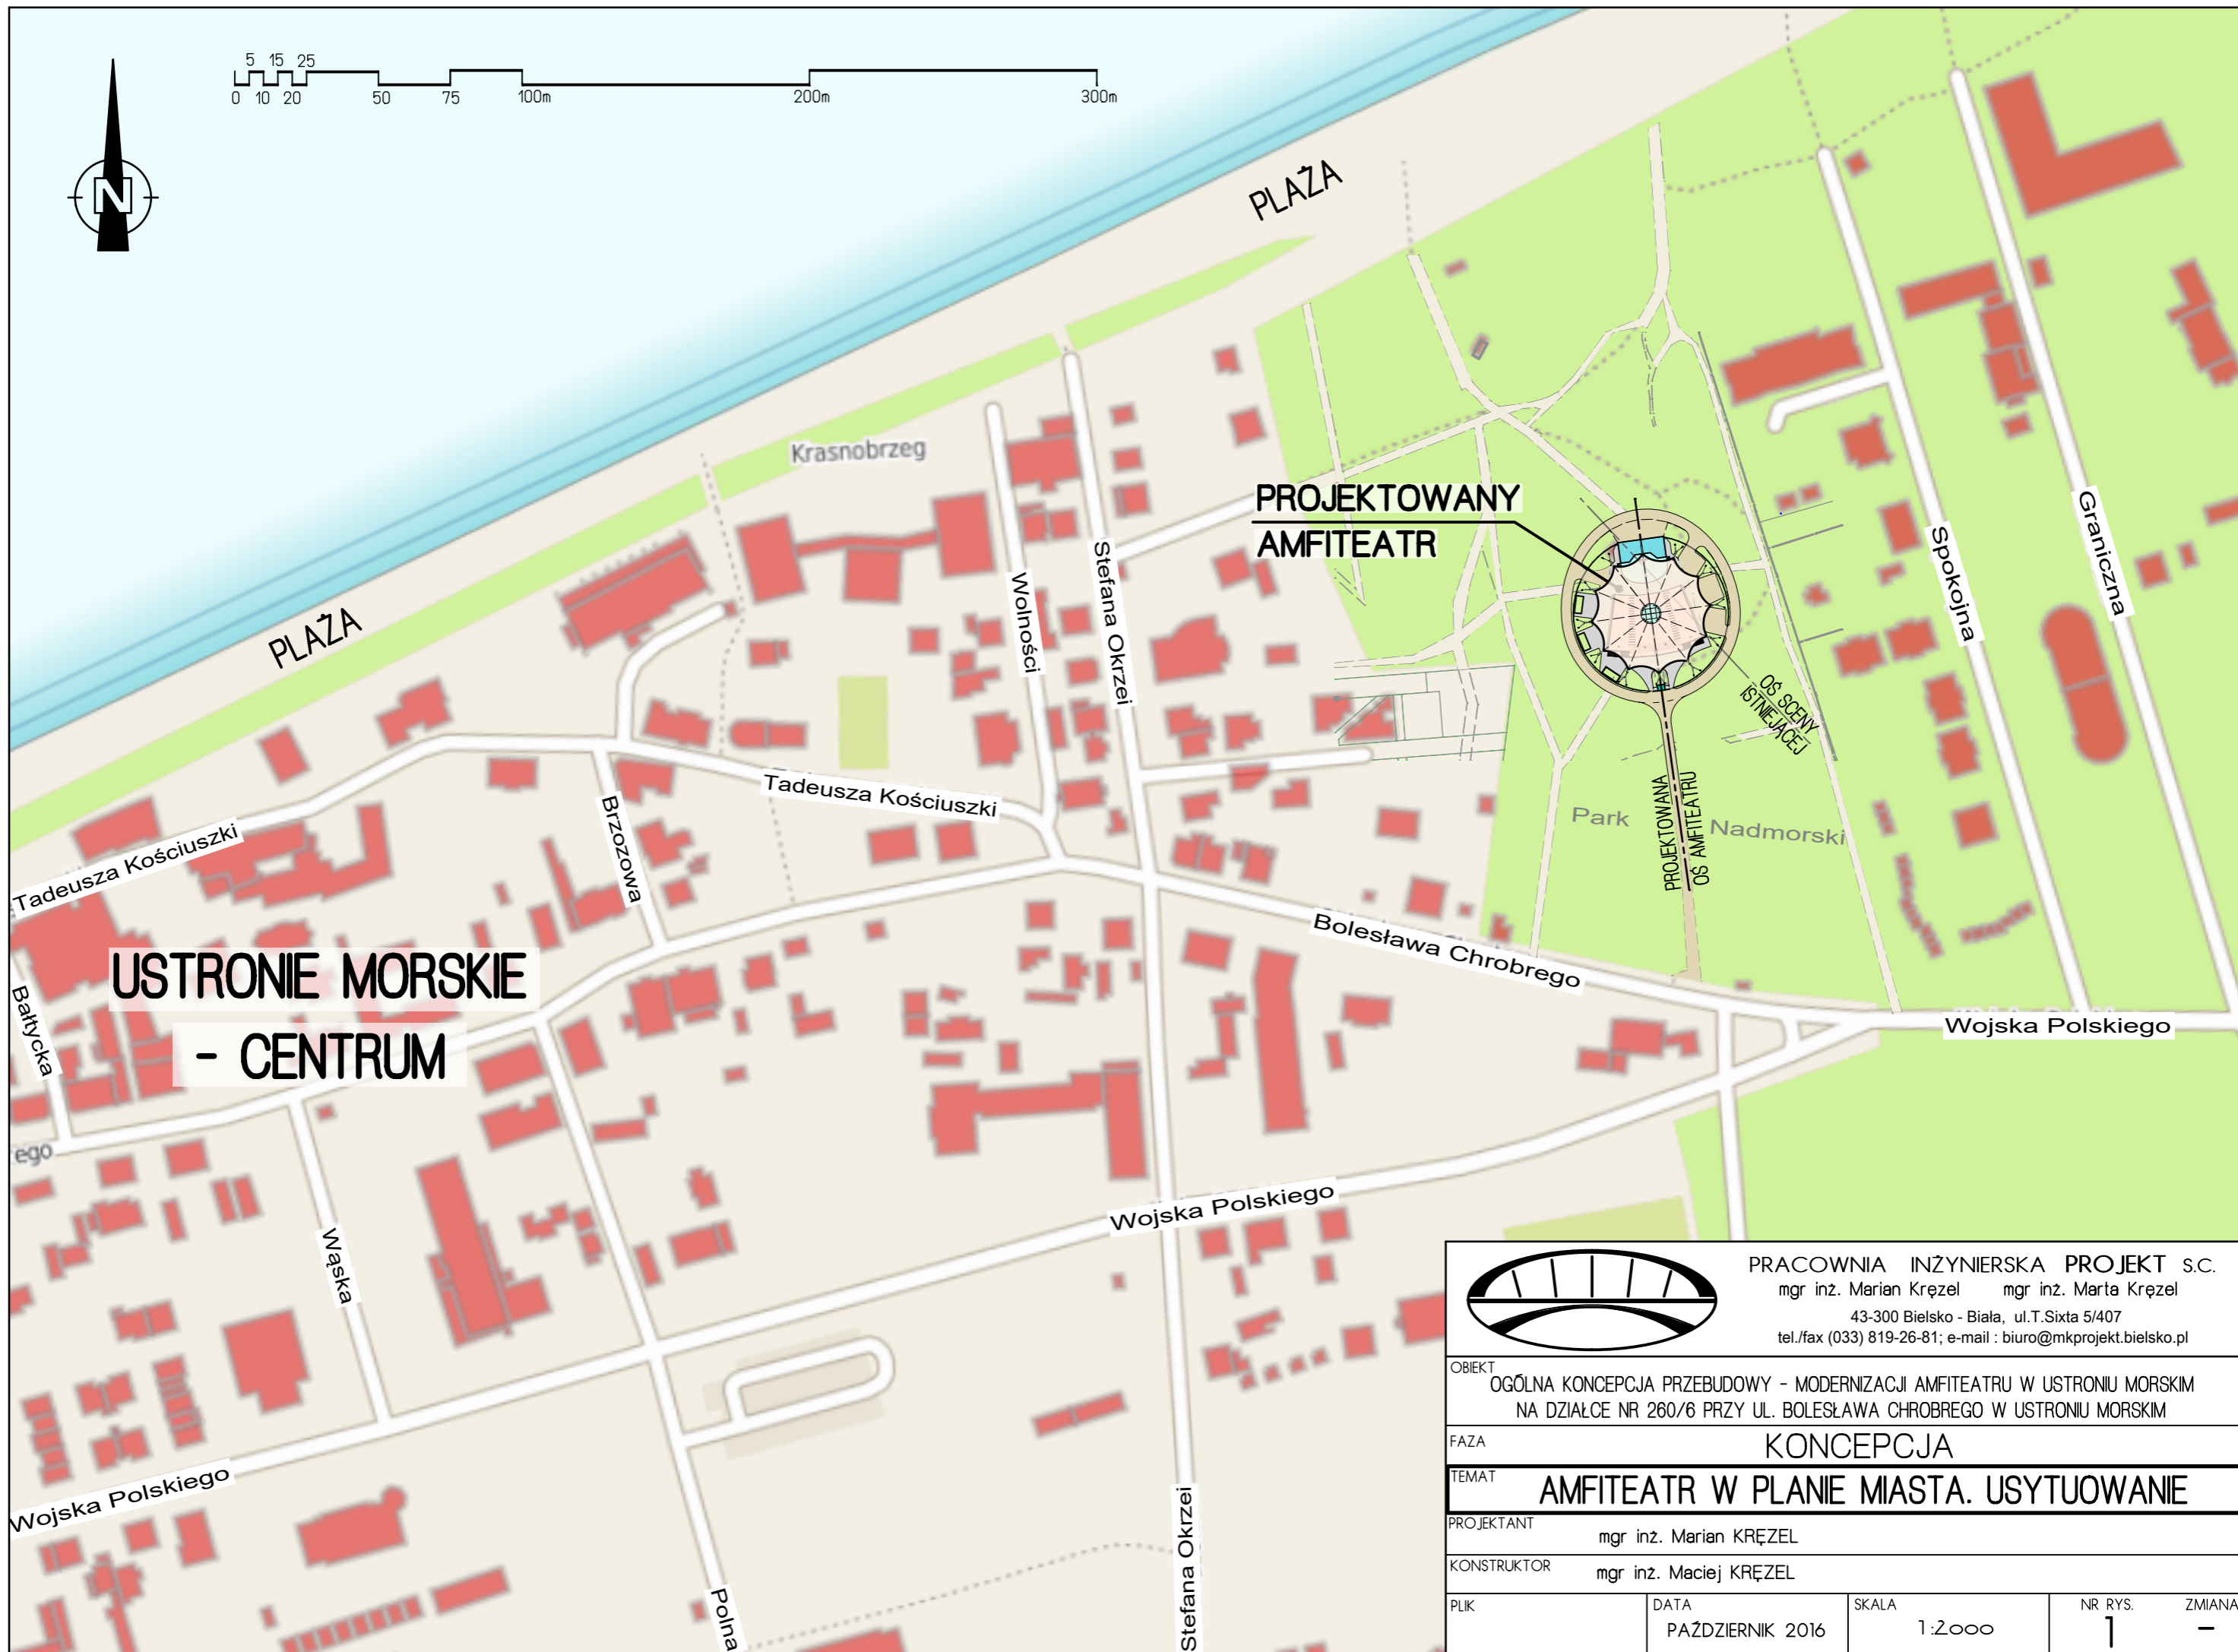 5 15 25
0 10 20 50 75 100m 200m 300m
N
PLAŻA
PLAŻA
Krasnobrzeg
PROJEKTOWANY
AMFITEATR
Wolności
Stefana Okrzei
Spokojna
Graniczna
OŚ SCENY
ISTNIEJĄCEJ
PROJEKTOWANA
OŚ AMFITEATRU
Park Nadmorski
Tadeusza Kościuszki
Tadeusza Kościuszki
Brzozowa
Bolesława Chrobrego
USTRONIE MORSKIE
- CENTRUM
Bałtycka
Wojska Polskiego
ego
Wojska Polskiego
Wąska
Wojska Polskiego
Stefana Okrzei
Polna
PRACOWNIA INŻYNIERSKA PROJEKT S.C.
mgr inż. Marian Kręzel mgr inż. Marta Kręzel
43-300 Bielsko - Biała, ul.T.Sixta 5/407
tel./fax (033) 819-26-81; e-mail : biuro@mkprojekt.bielsko.pl
OBIEKT
OGÓLNA KONCEPCJA PRZEBUDOWY - MODERNIZACJI AMFITEATRU W USTRONIU MORSKIM
NA DZIAŁCE NR 260/6 PRZY UL. BOLESŁAWA CHROBREGO W USTRONIU MORSKIM
FAZA
KONCEPCJA
TEMAT
AMFITEATR W PLANIE MIASTA. USYTUOWANIE
PROJEKTANT
mgr inż. Marian KRĘZEL
KONSTRUKTOR
mgr inż. Maciej KRĘZEL
PLIK DATA SKALA NR RYS. ZMIANA
PAŹDZIERNIK 2016 1:2000 1 -